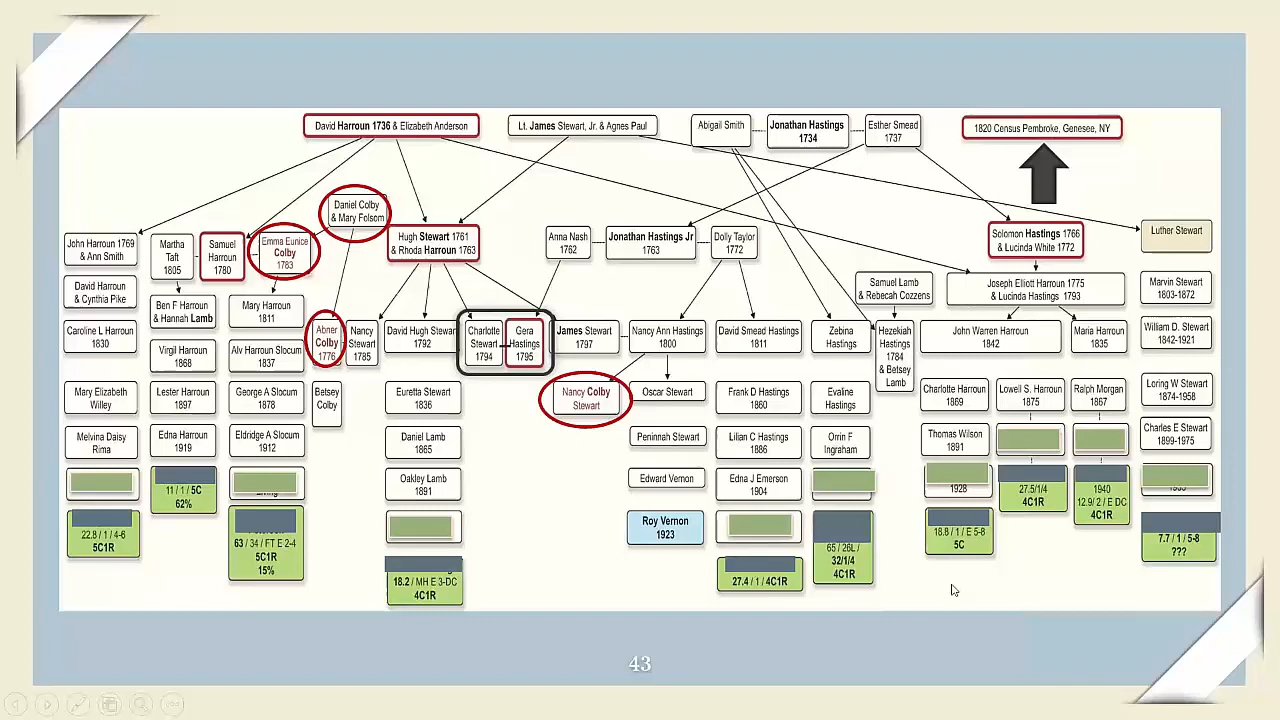 David Harroun 1736 & Elizabeth Anderson
Lt. James Stewart, Jr. & Agnes Paul
Abigail Smith
Jonathan Hastings
1734
Esther Smead
1737
1820 Census Pembroke, Genesee, NY
Daniel Colby
& Mary Folsom
John Harroun 1769
& Ann Smith
Martha
Taft
1805
Samuel
Harroun
1780
Emma Eunice
Colby
1783
Hugh Stewart 1761
& Rhoda Harroun 1763
Anna Nash
1762
Jonathan Hastings Jr
1763
Dolly Taylor
1772
Solomon Hastings 1766
& Lucinda White 1772
Luther Stewart
David Harroun
& Cynthia Pike
Ben F Harroun
& Hannah Lamb
Mary Harroun
1811
Samuel Lamb
& Rebecah Cozzens
Joseph Elliott Harroun 1775
& Lucinda Hastings 1793
Marvin Stewart
1803-1872
Caroline L Harroun
1830
Virgil Harroun
1868
Alv Harroun Slocum
1837
Abner
Colby
1776
Nancy
Stewart
1785
David Hugh Stewart
1792
Charlotte
Stewart
1794
Gera
Hastings
1795
James Stewart
1797
Nancy Ann Hastings
1800
David Smead Hastings
1811
Zebina
Hastings
Hezekiah
Hastings
1784
& Betsey
Lamb
John Warren Harroun
1842
Maria Harroun
1835
William D. Stewart
1842-1921
Mary Elizabeth
Willey
Lester Harroun
1897
George A Slocum
1878
Betsey
Colby
Euretta Stewart
1836
Nancy Colby
Stewart
Oscar Stewart
Frank D Hastings
1860
Evaline
Hastings
Charlotte Harroun
1869
Lowell S. Harroun
1875
Ralph Morgan
1867
Loring W Stewart
1874-1958
Melvina Daisy
Rima
Edna Harroun
1919
Eldridge A Slocum
1912
Daniel Lamb
1865
Peninnah Stewart
Lilian C Hastings
1886
Orrin F
Ingraham
Thomas Wilson
1891
Charles E Stewart
1899-1975
11 / 1 / 5C
62%
Oakley Lamb
1891
Edward Vernon
Edna J Emerson
1904
1928
27.5/1/4
4C1R
1940
12.9/ 2 / E DC
4C1R
22.8 / 1 / 4-6
5C1R
63 / 34 / FT E 2-4
5C1R
15%
Roy Vernon
1923
65 / 26L /
32/1/4
4C1R
18.8 / 1 / E 5-8
5C
7.7 / 1 / 5-8
???
18.2 / MH E 3-DC
4C1R
27.4 / 1 / 4C1R
43